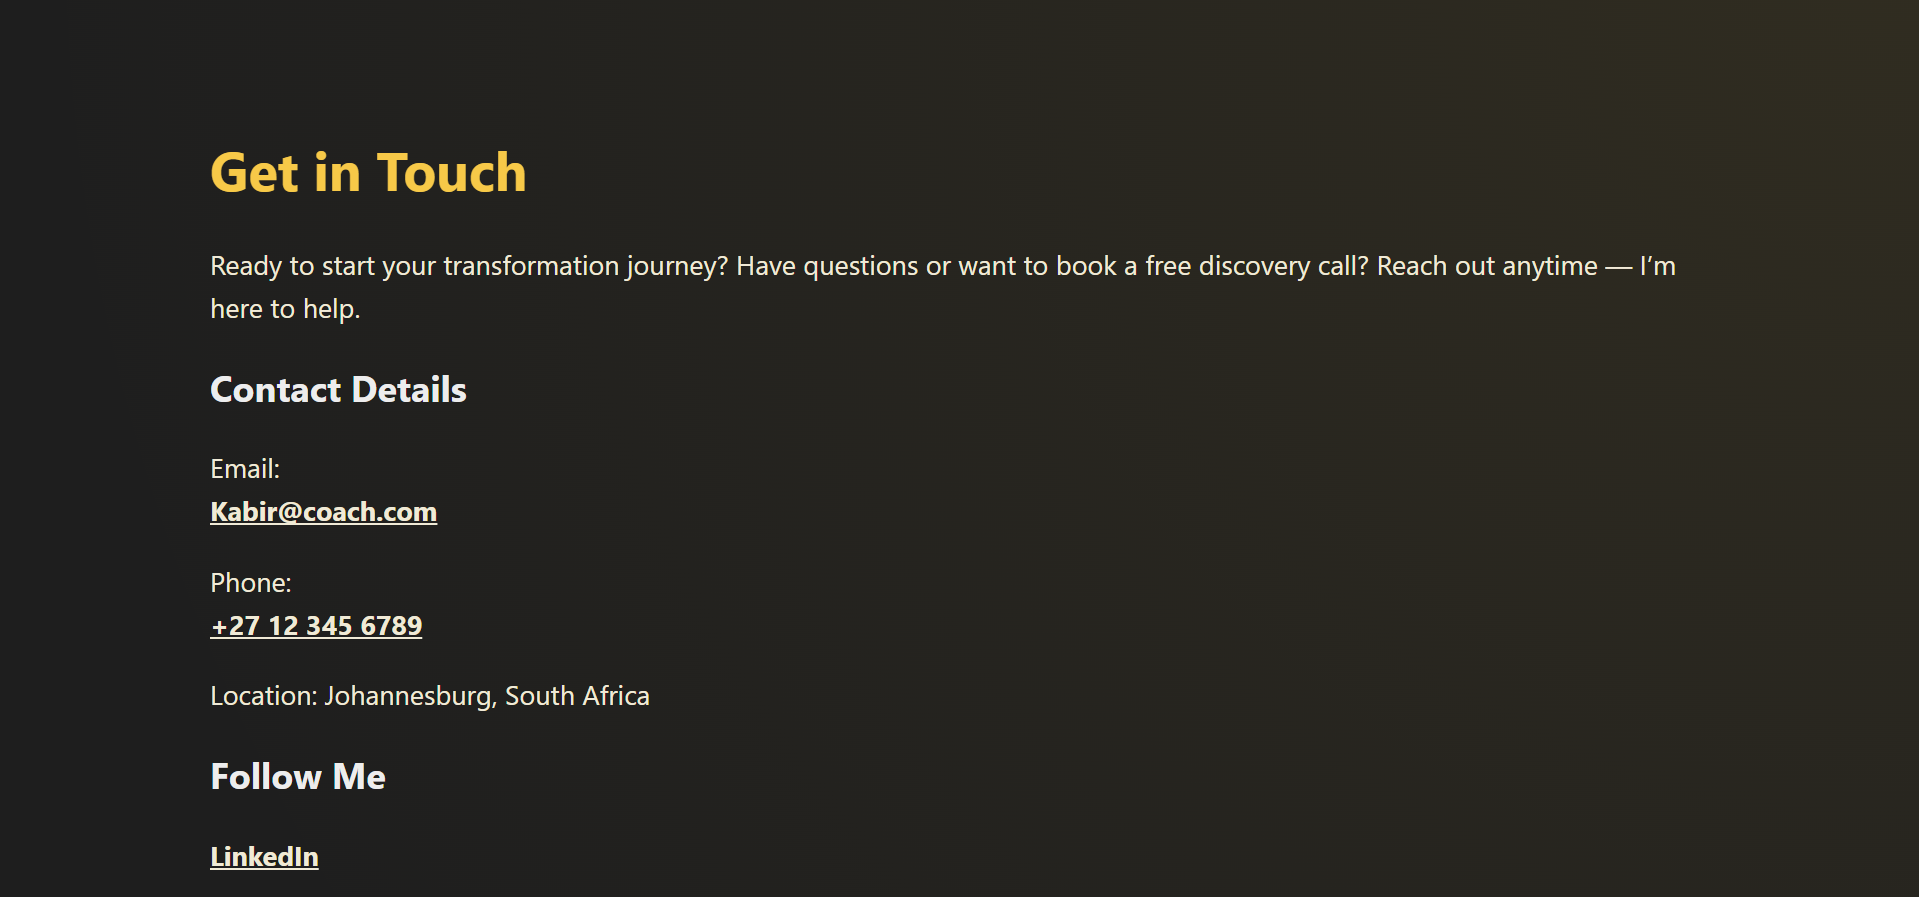 Get in Touch
Ready to start your transformation journey? Have questions or want to book a free discovery call? Reach out anytime — I’m
here to help.
Contact Details
Email:
Kabir@coach.com
Phone:
+27 12 345 6789
Location: Johannesburg, South Africa
Follow Me
LinkedIn